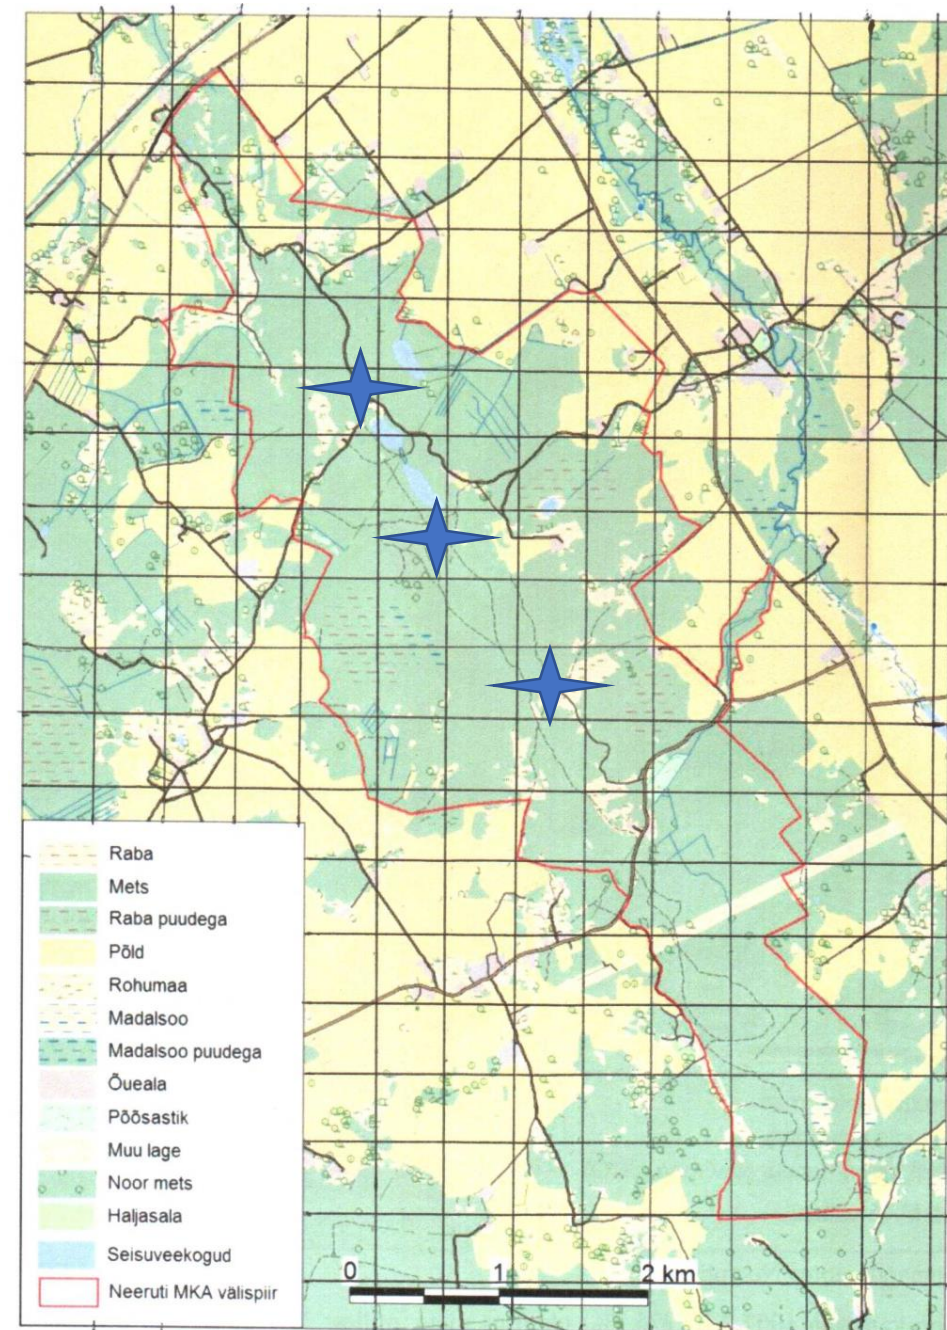 Raba
Mets
Raba puudega
Põld
Rohumaa
Madalsoo
Madalsoo puudega
Õueala
Põõsastik
Muu lage
Noor mets
Haljasala
Seisuveekogud
Neeruti MKA välispiir
0 1 2 km